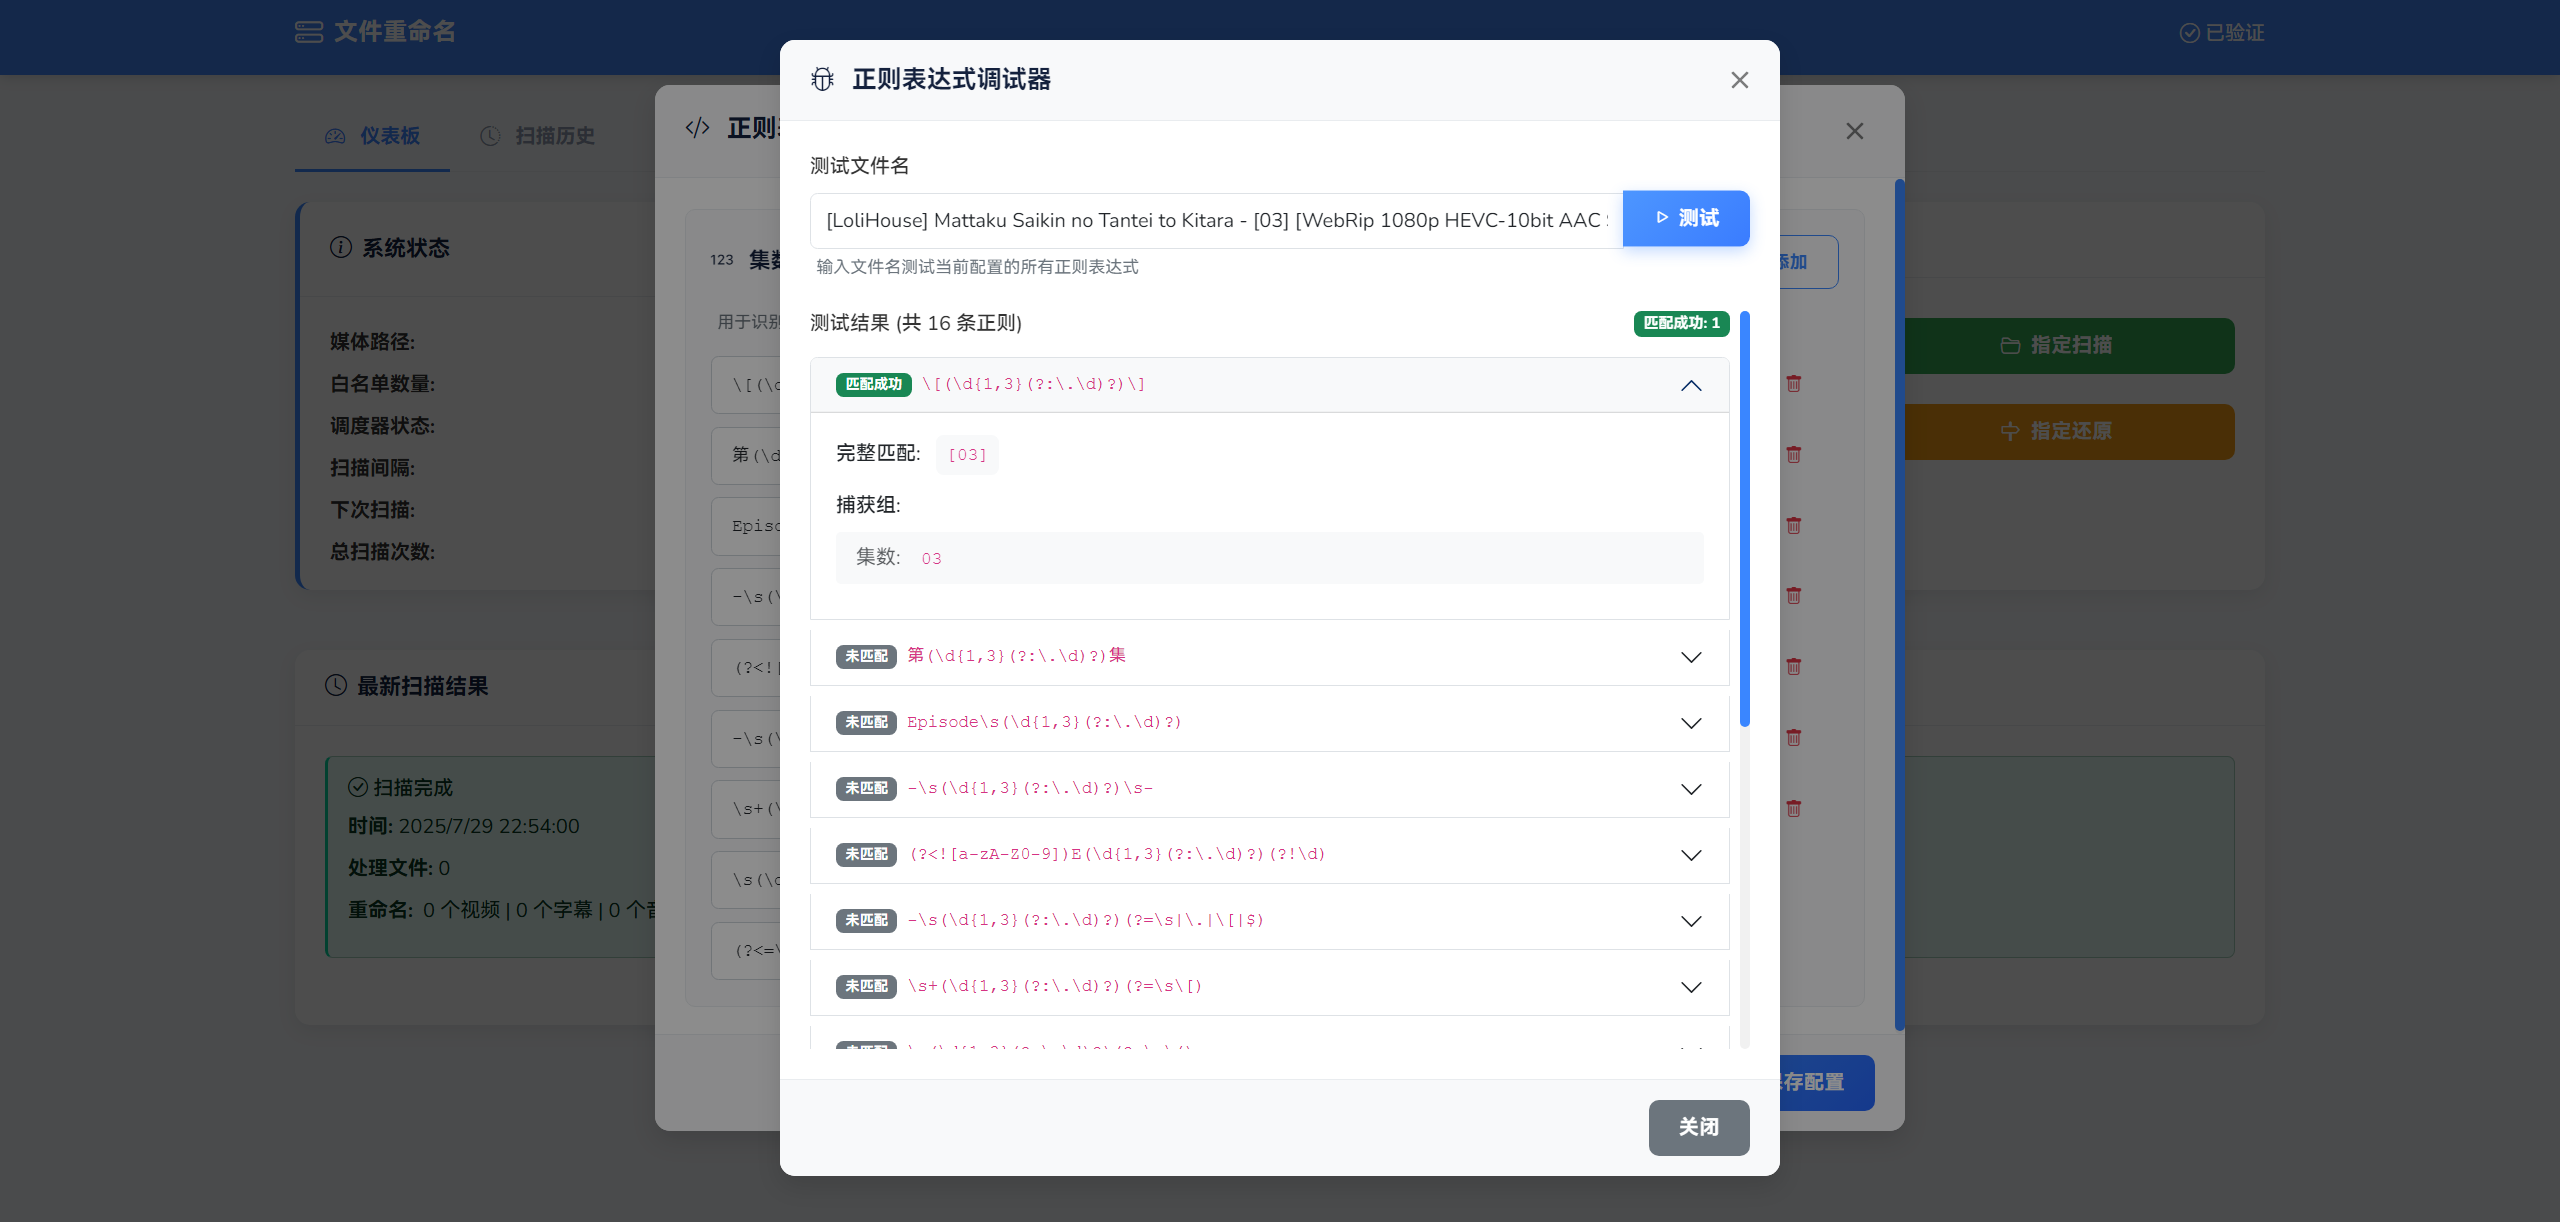 文件重命名
已验证
仪表板
扫描历史
系统状态
媒体路径:
白名单数量:
调度器状态:
扫描间隔:
下次扫描:
总扫描次数:
指定扫描
指定还原
最新扫描结果
扫描完成
时间: 2025/7/29 22:54:00
处理文件: 0
重命名: 0 个视频 | 0 个字幕 | 0 个
正则
123 集数
添加
用于识别
\[(\d
第(\d
Episo
-\s(\
(?<![
-\s(\
\s+(\
\s(\d
(?<=\
保存配置
正则表达式调试器
测试文件名
[LoliHouse] Mattaku Saikin no Tantei to Kitara - [03] [WebRip 1080p HEVC-10bit AAC
测试
输入文件名测试当前配置的所有正则表达式
测试结果 (共 16 条正则)
匹配成功: 1
匹配成功 \[(\d{1,3}(?:\.\d)?)\]
完整匹配: [03]
捕获组:
集数: 03
未匹配 第(\d{1,3}(?:\.\d)?)集
未匹配 Episode\s(\d{1,3}(?:\.\d)?)
未匹配 -\s(\d{1,3}(?:\.\d)?)\s-
未匹配 (?<![a-zA-Z0-9])E(\d{1,3}(?:\.\d)?)(?!\d)
未匹配 -\s(\d{1,3}(?:\.\d)?)(?=\s|\.|\[|$)
未匹配 \s+(\d{1,3}(?:\.\d)?)(?=\s\[)
关闭